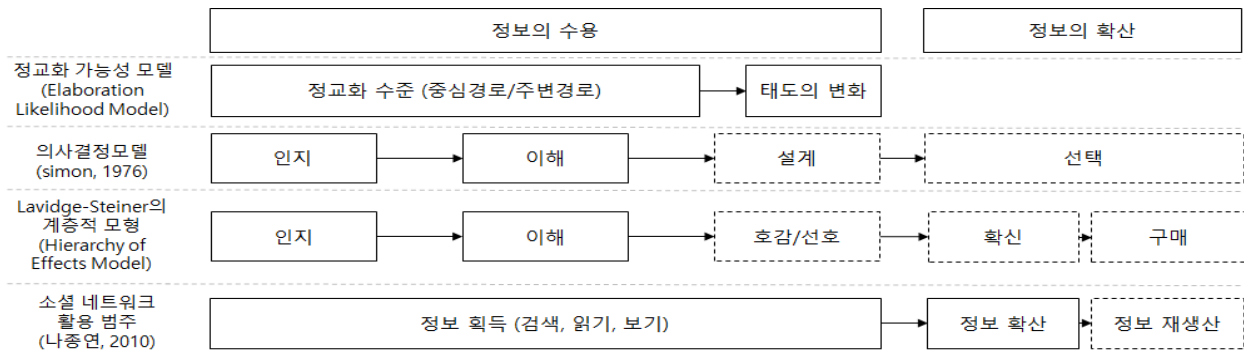 정보의 수용
정보의 확산
정교화 가능성 모델
(Elaboration
Likelihood Model)
정교화 수준 (중심경로/주변경로)
태도의 변화
의사결정모델
(simon, 1976)
인지
이해
설계
선택
Lavidge-Steiner의
계층적 모형
(Hierarchy of
Effects Model)
인지
이해
호감/선호
확신
구매
소셜 네트워크
활용 범주
(나종연, 2010)
정보 획득 (검색, 읽기, 보기)
정보 확산
정보 재생산